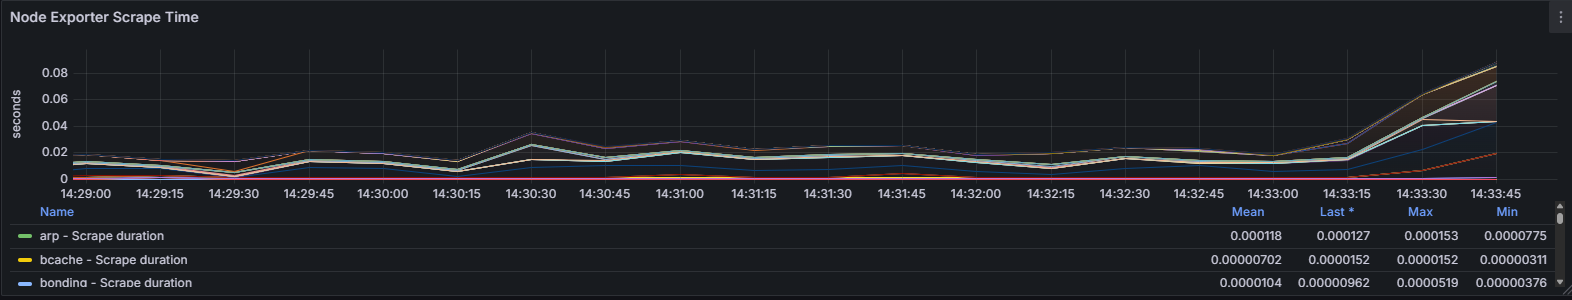 Node Exporter Scrape Time
seconds
0.08
0.06
0.04
0.02
0
14:29:00 14:29:15 14:29:30 14:29:45 14:30:00 14:30:15 14:30:30 14:30:45 14:31:00 14:31:15 14:31:30 14:31:45 14:32:00 14:32:15 14:32:30 14:32:45 14:33:00 14:33:15 14:33:30 14:33:45
Name Mean Last * Max Min
arp - Scrape duration 0.000118 0.000127 0.000153 0.0000775
bcache - Scrape duration 0.00000702 0.0000152 0.0000152 0.00000311
bonding - Scrape duration 0.0000104 0.00000962 0.0000519 0.00000376